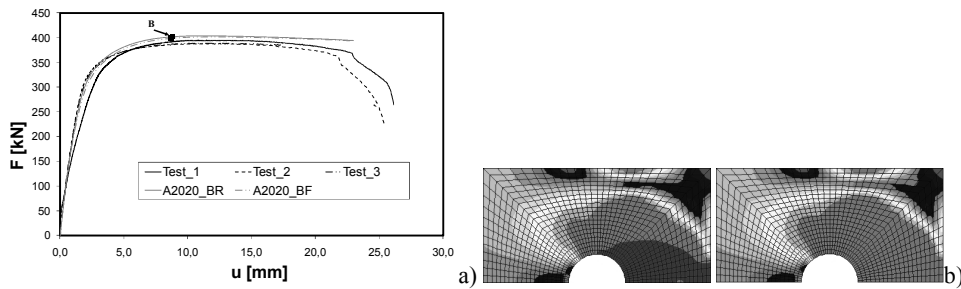 450
400
350
300
250
200
150
100
50
0
F [kN]
B
Test_1
Test_2
Test_3
A2020_BR
A2020_BF
0,0
5,0
10,0
15,0
20,0
25,0
30,0
u [mm]
a)
b)